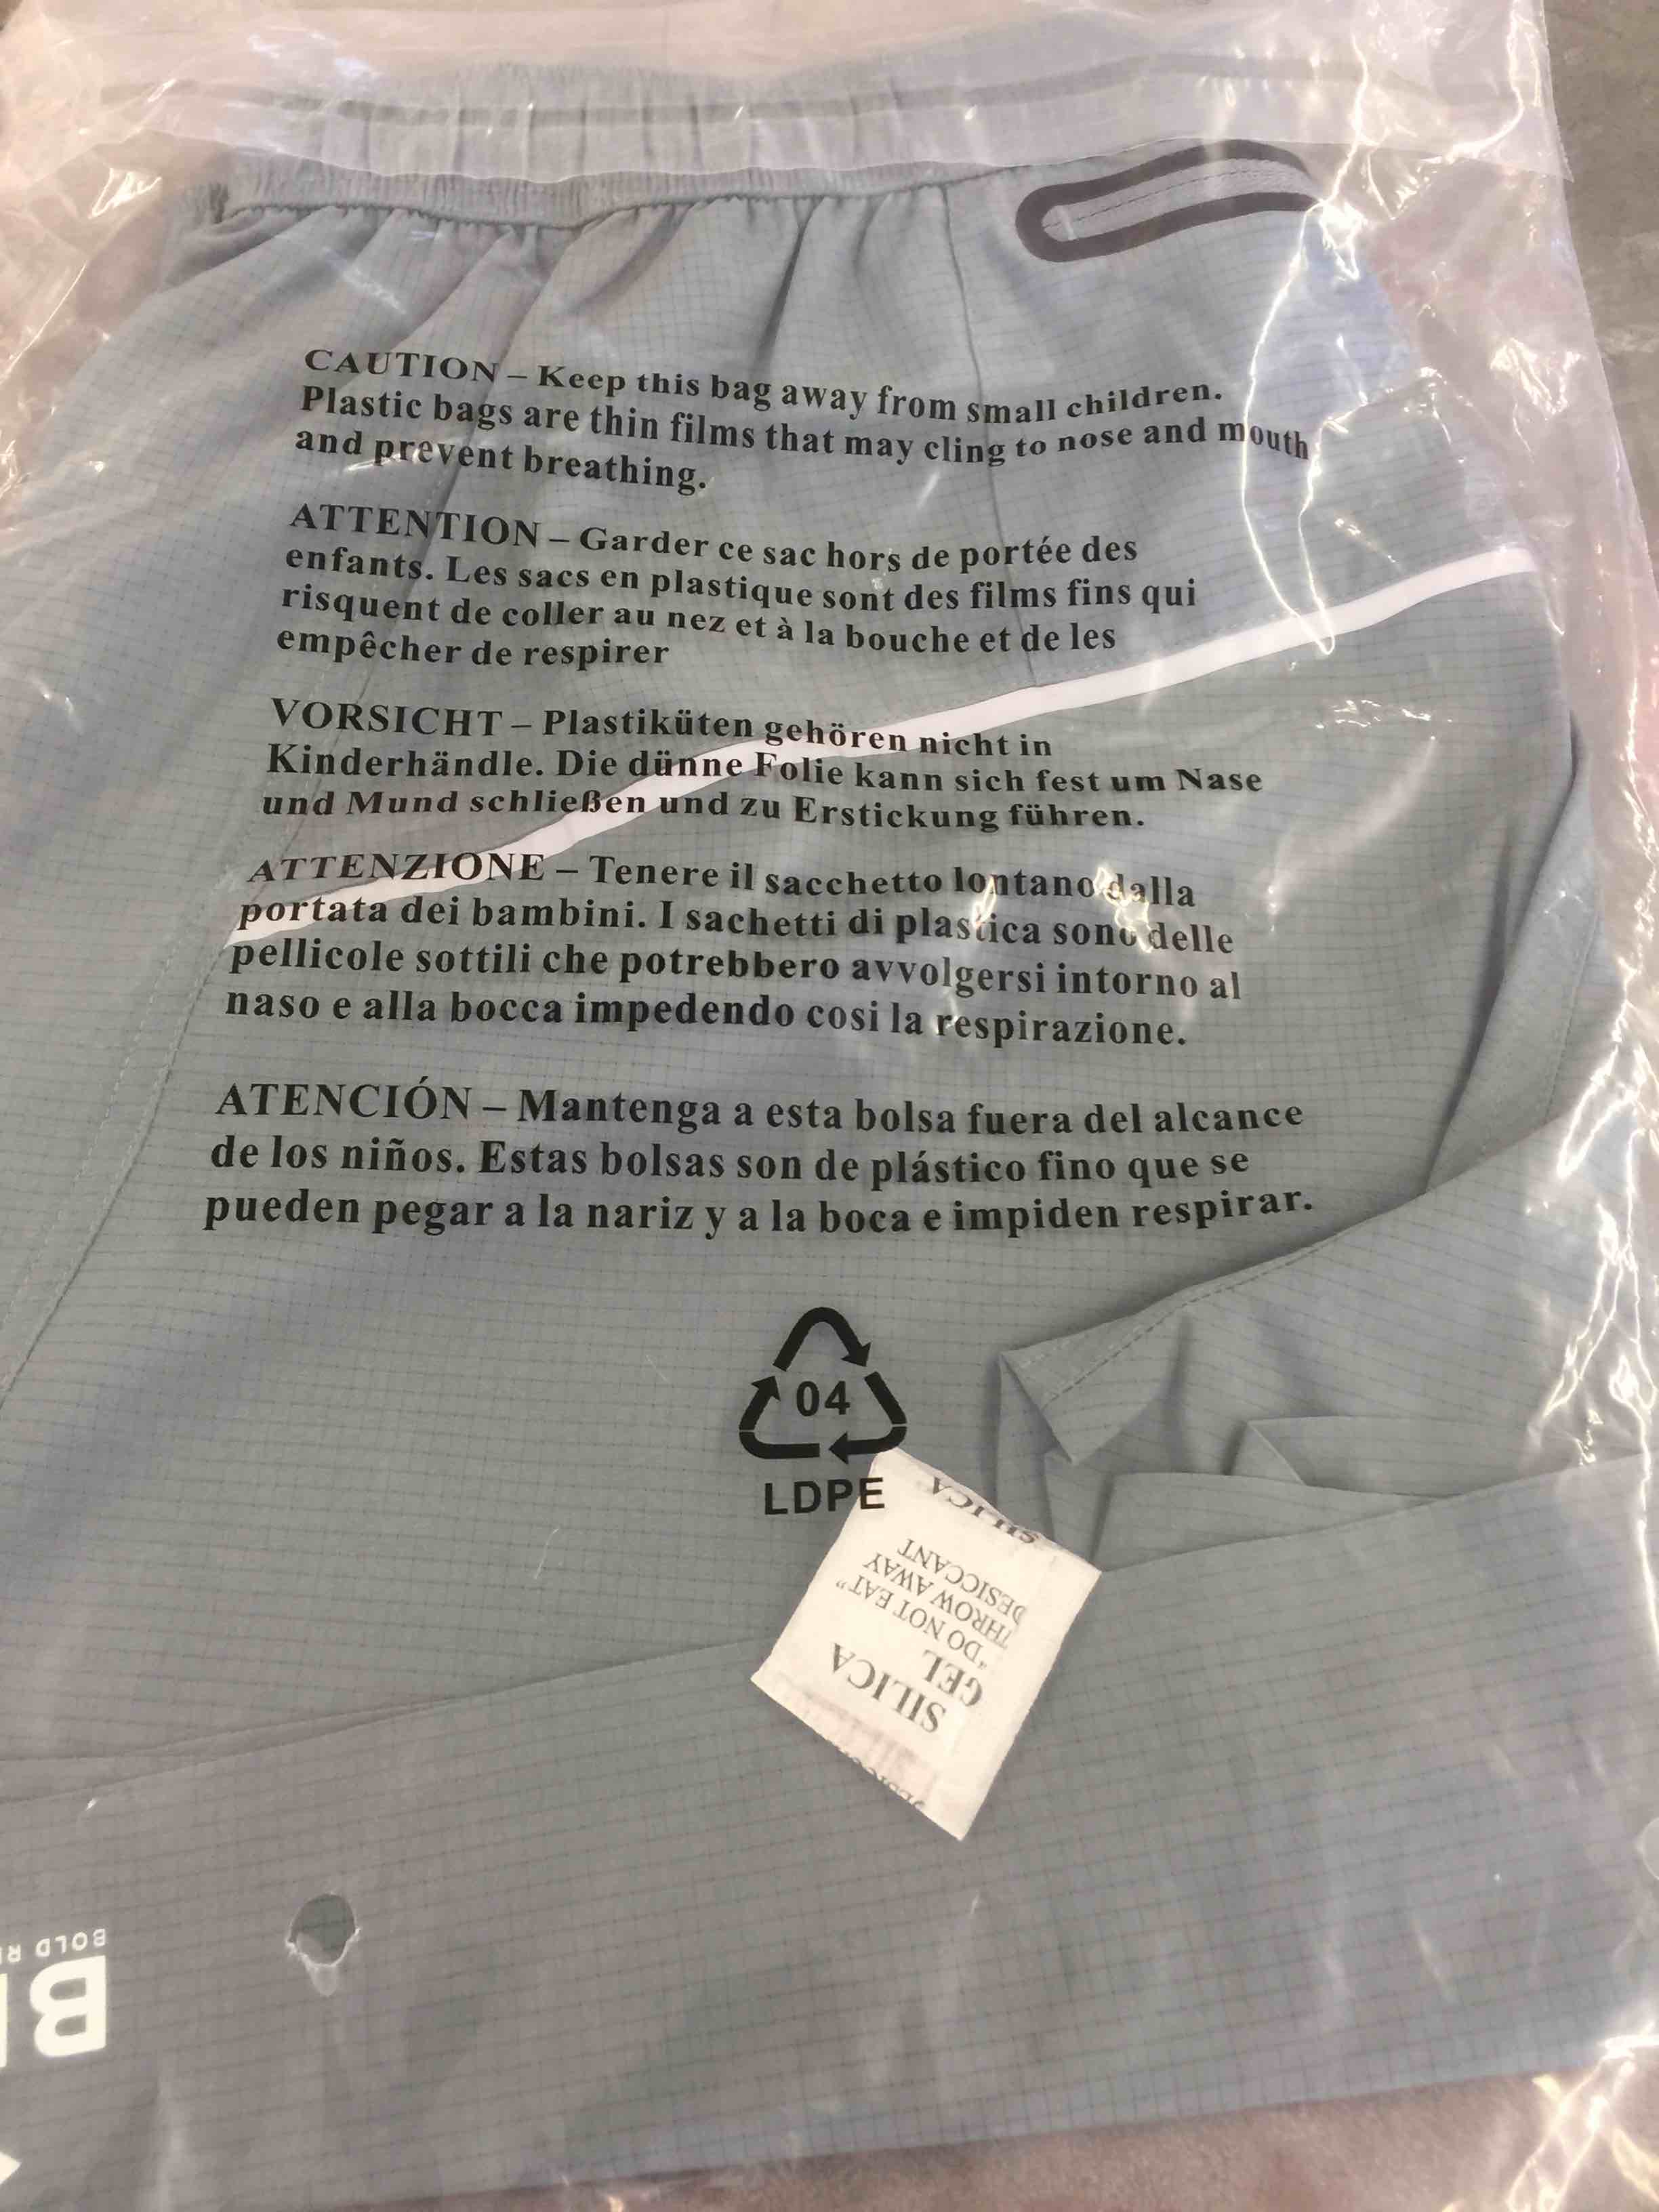 CAUTION – Keep this bag away from small children.
Plastic bags are thin films that may cling to nose and mouth
and prevent breathing.
ATTENTION – Garder ce sac hors de portée des
enfants. Les sacs en plastique sont des films fins qui
risquent de coller au nez et à la bouche et de les
empêcher de respirer
VORSICHT – Plastiküten gehören nicht in
Kinderhändle. Die dünne Folie kann sich fest um Nase
und Mund schließen und zu Erstickung führen.
ATTENZIONE – Tenere il sacchetto lontano dalla
portata dei bambini. I sachetti di plastica sono delle
pellicole sottili che potrebbero avvolgersi intorno al
naso e alla bocca impedendo cosi la respirazione.
ATENCIÓN – Mantenga a esta bolsa fuera del alcance
de los niños. Estas bolsas son de plástico fino que se
pueden pegar a la nariz y a la boca e impiden respirar.
04
LDPE
SILICA
GEL
"DO NOT EAT"
THROW AWAY
DESICCANT
SILICA
BOLD